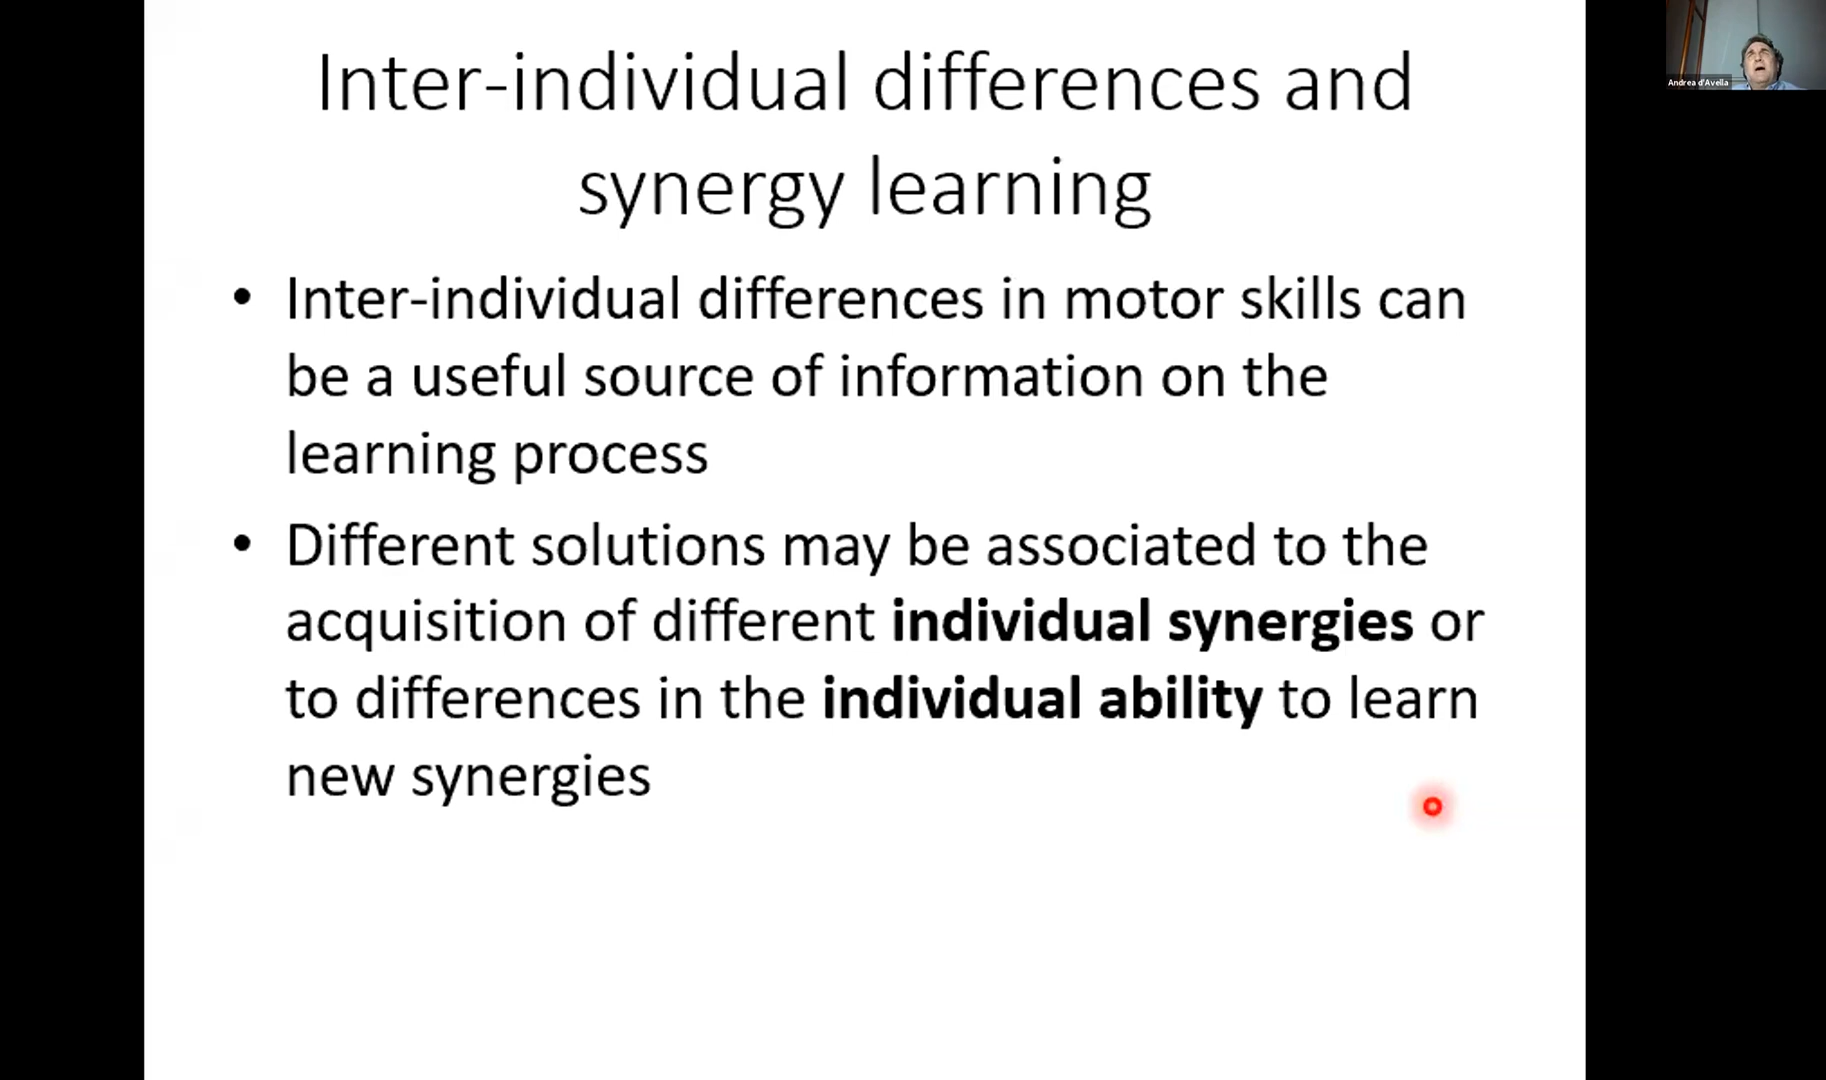 Inter-individual differences and
synergy learning
• Inter-individual differences in motor skills can
be a useful source of information on the
learning process
• Different solutions may be associated to the
acquisition of different individual synergies or
to differences in the individual ability to learn
new synergies
Andrea d'Avella